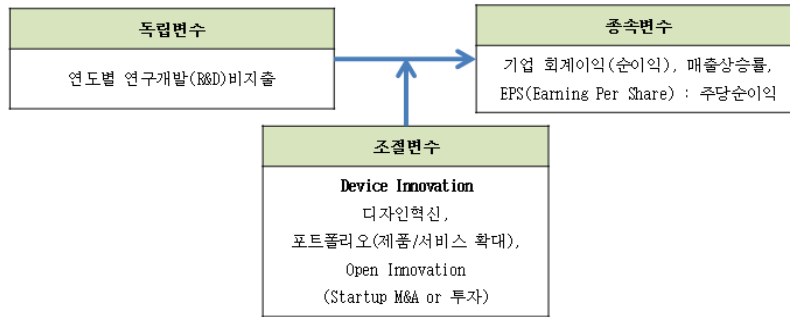 독립변수
연도별 연구개발(R&D)비지출
종속변수
기업 회계이익(순이익), 매출상승률,
EPS(Earning Per Share) : 주당순이익
조절변수
Device Innovation
디자인혁신,
포트폴리오(제품/서비스 확대),
Open Innovation
(Startup M&A or 투자)